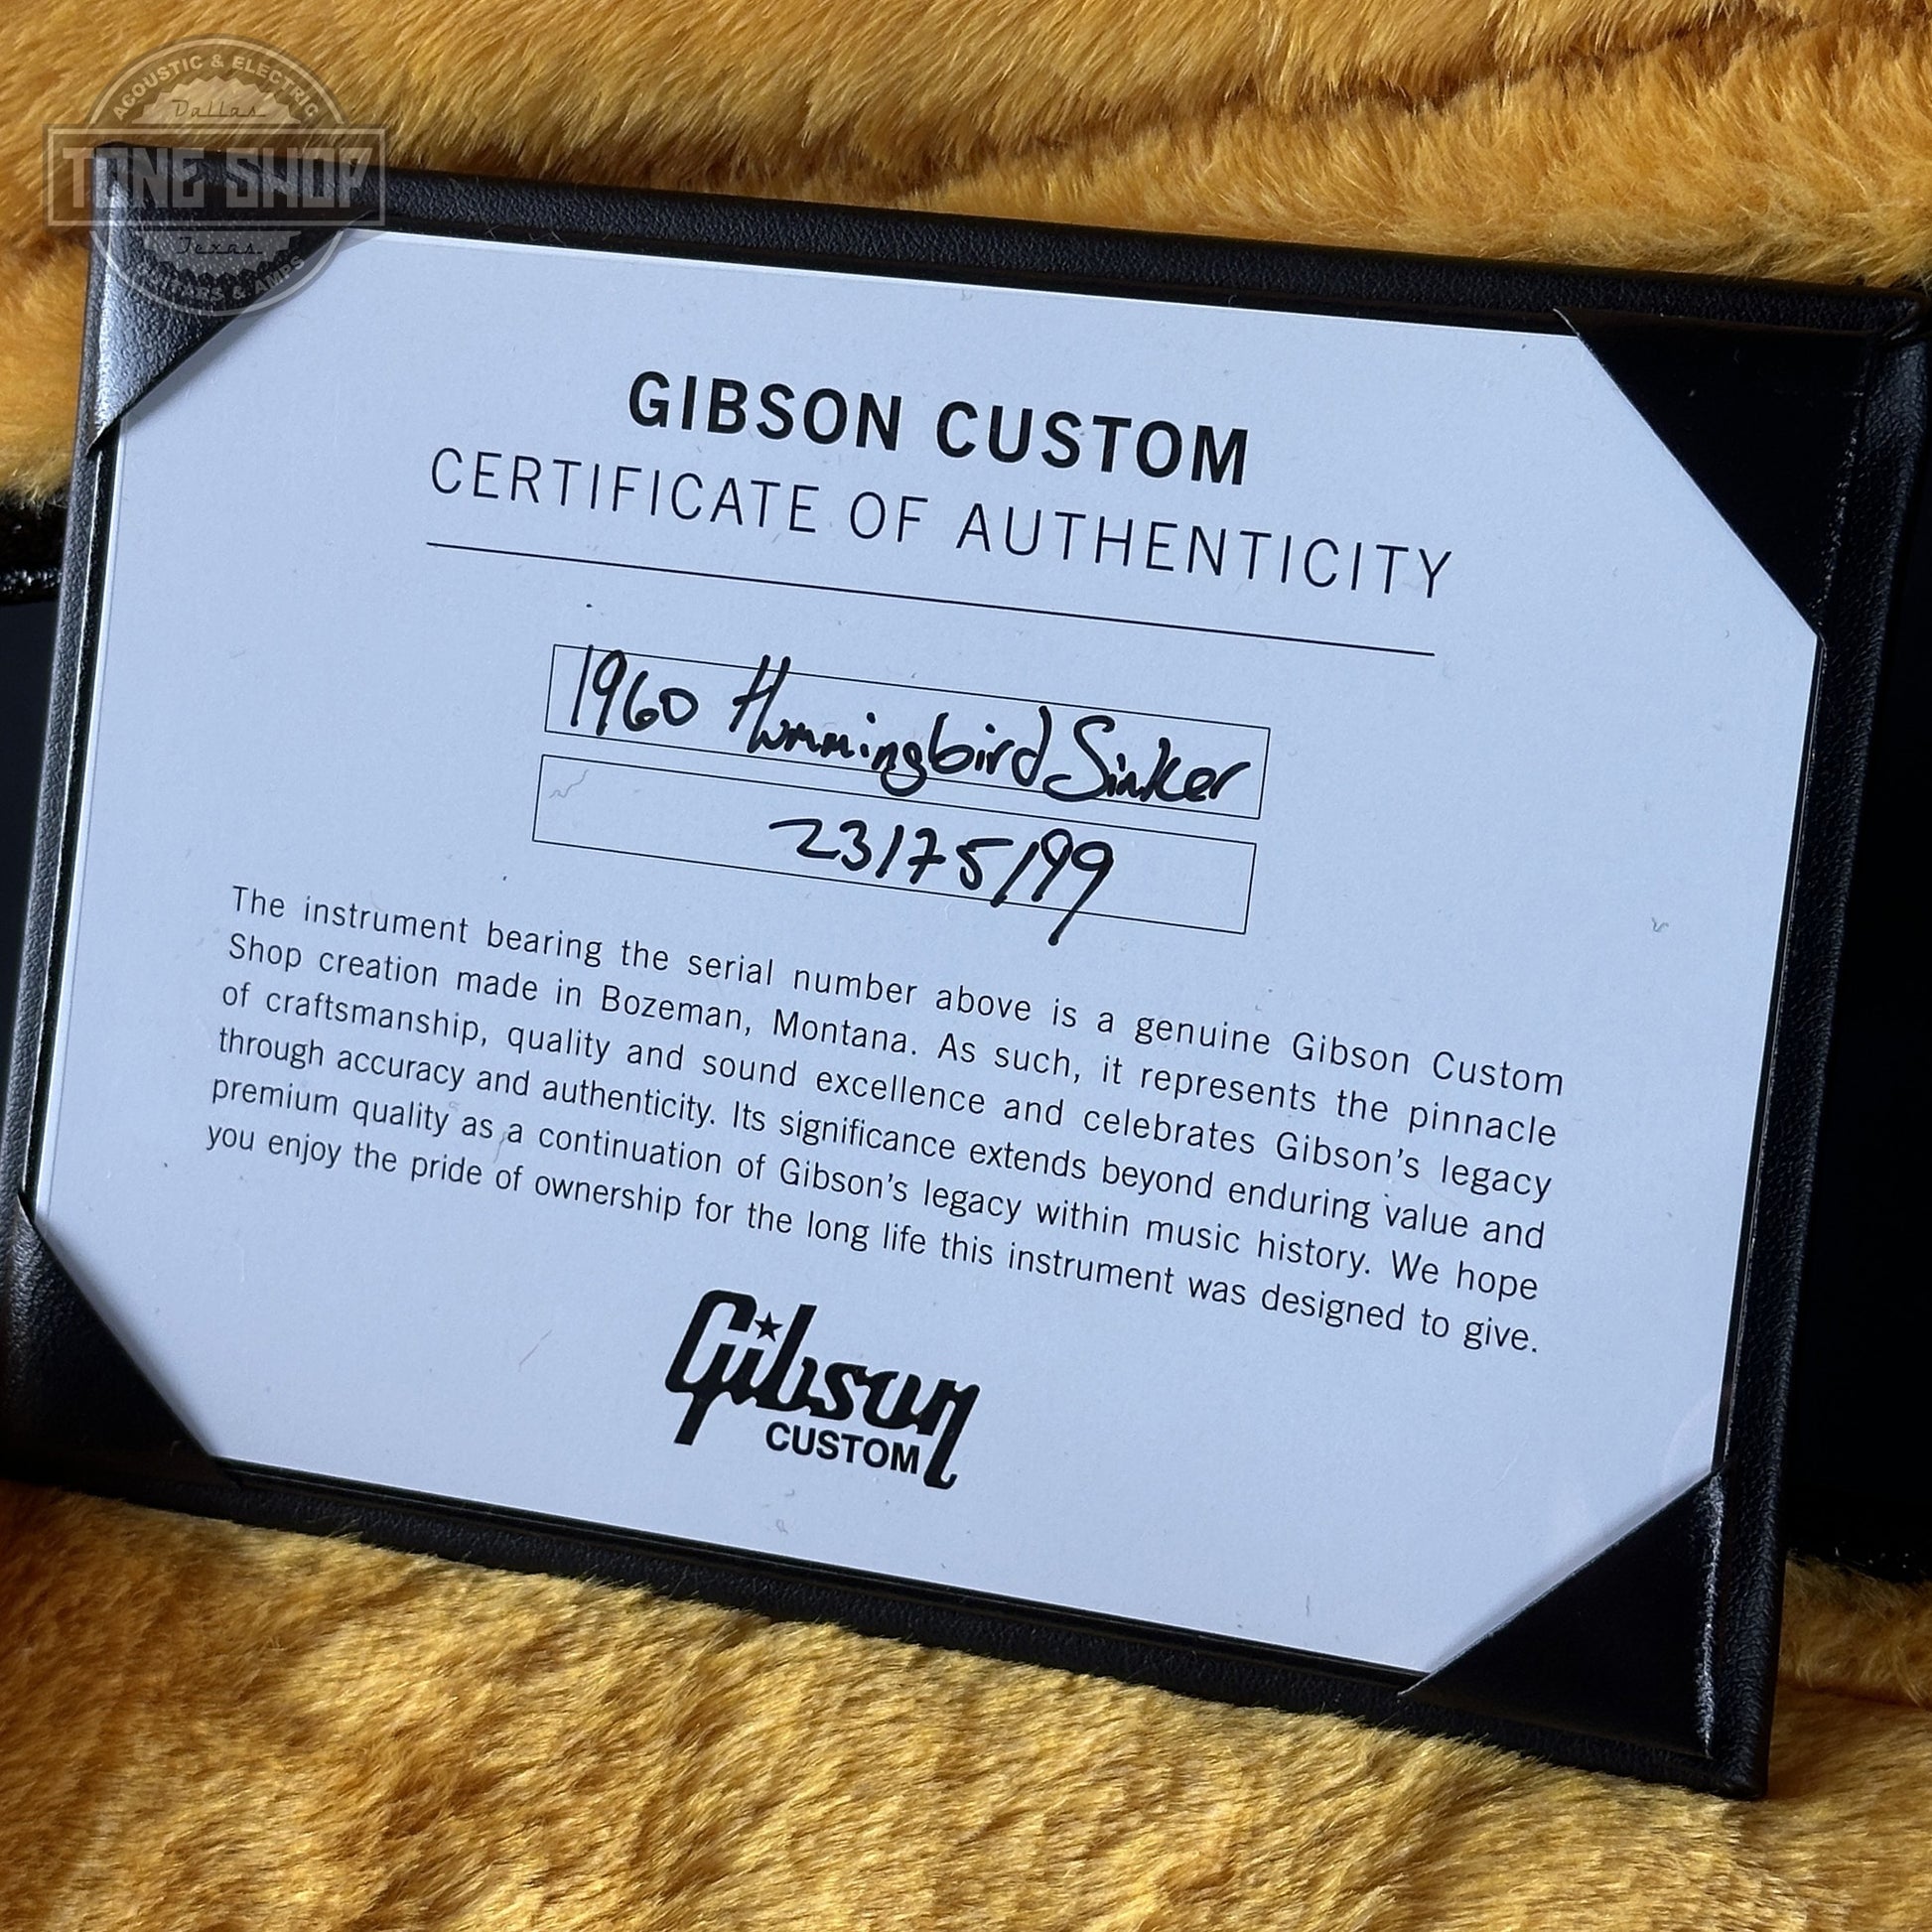 ACOUSTIC & ELECTRIC
Dallas
TONE SHOP
Texas
GUITARS & AMPS
GIBSON CUSTOM
CERTIFICATE OF AUTHENTICITY
1960 Hummingbird Sinker
23175199
The instrument bearing the serial number above is a genuine Gibson Custom
Shop creation made in Bozeman, Montana. As such, it represents the pinnacle
of craftsmanship, quality and sound excellence and celebrates Gibson's legacy
through accuracy and authenticity. Its significance extends beyond enduring value and
premium quality as a continuation of Gibson's legacy within music history. We hope
you enjoy the pride of ownership for the long life this instrument was designed to give.
Gibson
CUSTOM